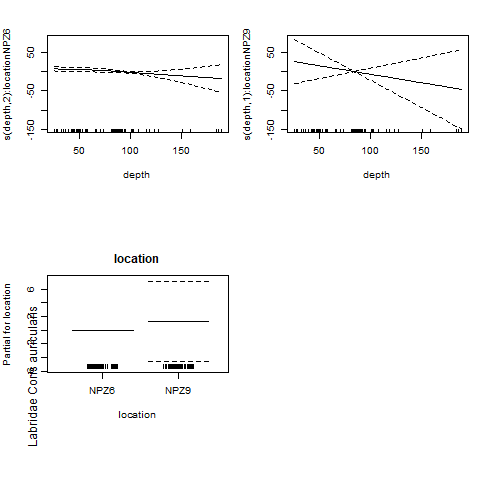 s(depth,2):locationNPZ6
50
-50
-150
50
100
150
depth
s(depth,1):locationNPZ9
50
-50
-150
50
100
150
depth
location
Partial for location
Labridae Coris auricularis
6
NPZ6
NPZ9
location